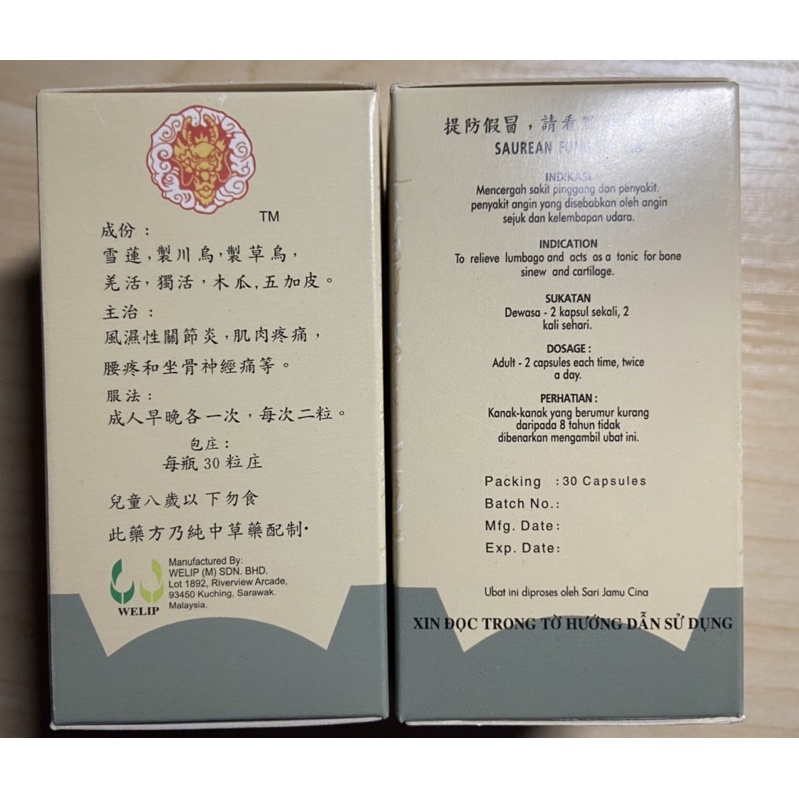 TM
成份：
雪蓮，製川烏，製草烏，
羌活，獨活，木瓜，五加皮。
主治：
風濕性關節炎，肌肉疼痛，
腰疼和坐骨神經痛等。
服法：
成人早晚各一次，每次二粒。
包庄：
每瓶30粒庄
兒童八歲以下勿食
此藥方乃純中草藥配制·
WELIP
Manufactured By:
WELIP (M) SDN. BHD.
Lot 1892, Riverview Arcade,
93450 Kuching, Sarawak.
Malaysia.
提防假冒，請看
SAUREAN
INDIKASI
Mencergah sakit pinggang dan penyakit.
penyakit angin yang disebabkan oleh angin
sejuk dan kelembapan udara.
INDICATION
To relieve lumbago and acts as a tonic for bone
sinew and cartilage.
SUKATAN
Dewasa - 2 kapsul sekali, 2
kali sehari.
DOSAGE :
Adult - 2 capsules each time, twice
a day.
PERHATIAN :
Kanak-kanak yang berumur kurang
daripada 8 tahun tidak
dibenarkan mengambil ubat ini.
Packing : 30 Capsules
Batch No.:
Mfg. Date:
Exp. Date:
Ubat ini diproses oleh Sari Jamu Cina
XIN ĐỌC TRONG TỜ HƯỚNG DẪN SỬ DỤNG